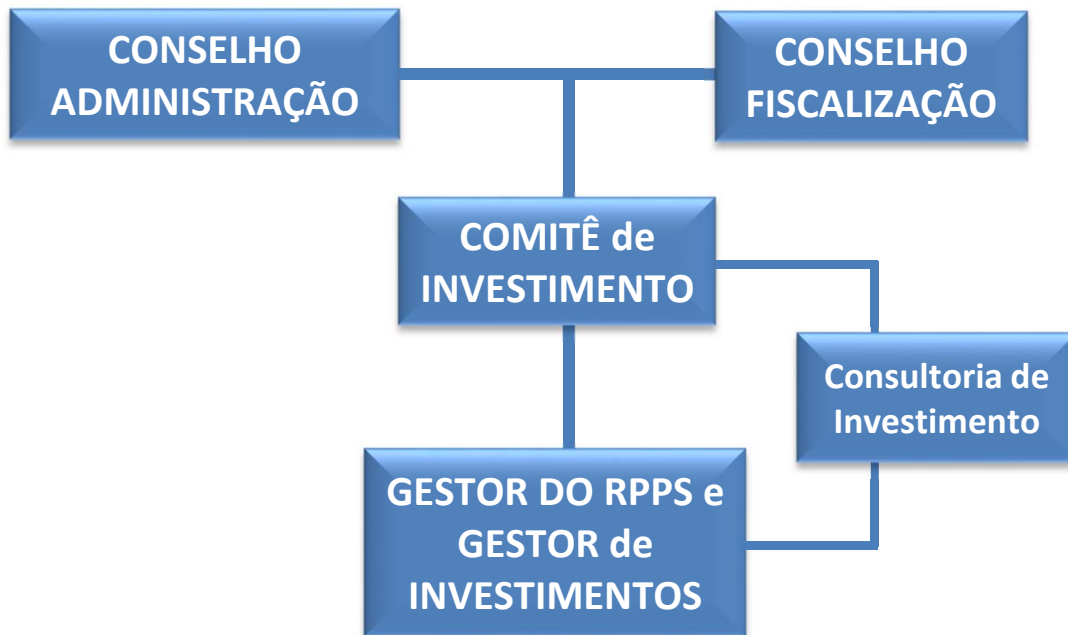 CONSELHO
ADMINISTRAÇÃO
CONSELHO
FISCALIZAÇÃO
COMITÊ de
INVESTIMENTO
Consultoria de
Investimento
GESTOR DO RPPS e
GESTOR de
INVESTIMENTOS